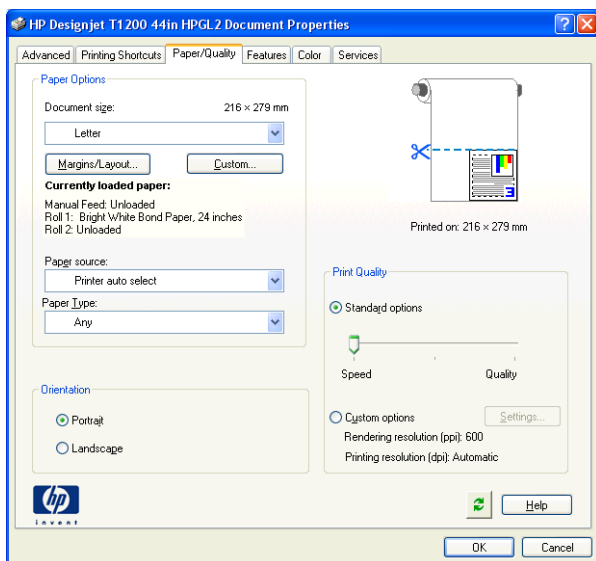 HP Designjet T1200 44in HPGL2 Document Properties
Advanced Printing Shortcuts Paper/Quality Features Color Services
Paper Options
Document size: 216 × 279 mm
Letter
Margins/Layout... Custom...
Currently loaded paper:
Manual Feed: Unloaded
Roll 1: Bright White Bond Paper, 24 inches
Roll 2: Unloaded
Paper source:
Printer auto select
Paper Type:
Any
Orientation
Portrait
Landscape
Printed on: 216 × 279 mm
Print Quality
Standard options
Speed Quality
Custom options Settings...
Rendering resolution (ppi): 600
Printing resolution (dpi): Automatic
hp
invent
Help
OK Cancel